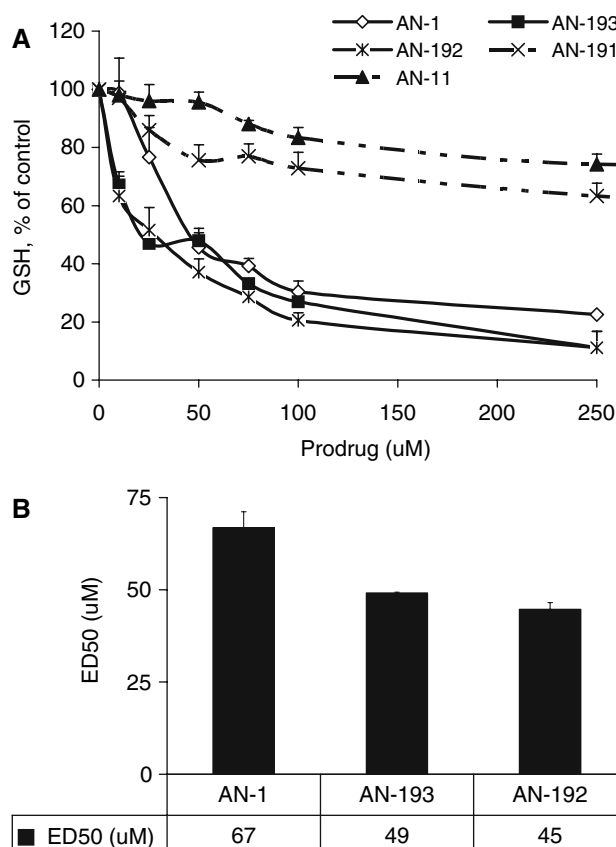 A
AN-1
AN-193
AN-192
AN-191
AN-11
120
100
80
60
40
20
0
GSH, % of control
0 50 100 150 200 250
Prodrug (uM)
B
75
50
25
0
ED50 (uM)
AN-1 AN-193 AN-192
ED50 (uM) 67 49 45